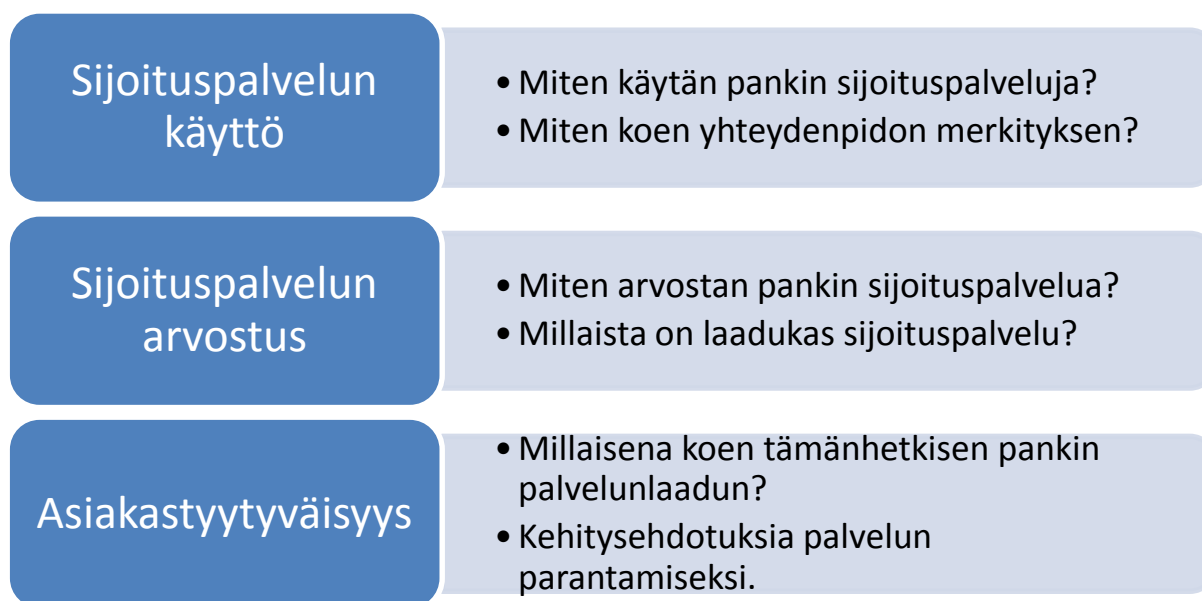 Sijoituspalvelun
käyttö
• Miten käytän pankin sijoituspalveluja?
• Miten koen yhteydenpidon merkityksen?
Sijoituspalvelun
arvostus
• Miten arvostan pankin sijoituspalvelua?
• Millaista on laadukas sijoituspalvelu?
Asiakastyytyväisyys
• Millaisena koen tämänhetkisen pankin
palvelunlaadun?
• Kehitysehdotuksia palvelun
parantamiseksi.